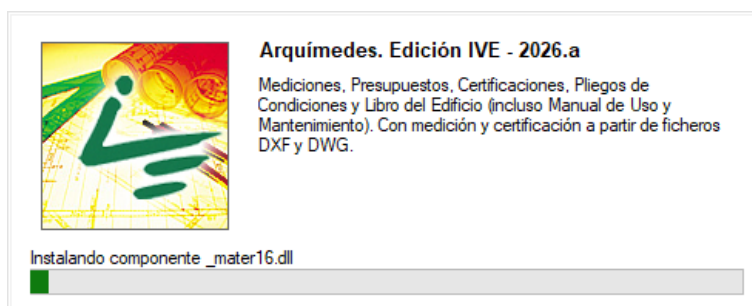 Arquímedes. Edición IVE - 2026.a
Mediciones, Presupuestos, Certificaciones, Pliegos de
Condiciones y Libro del Edificio (incluso Manual de Uso y
Mantenimiento). Con medición y certificación a partir de ficheros
DXF y DWG.
Instalando componente _mater16.dll